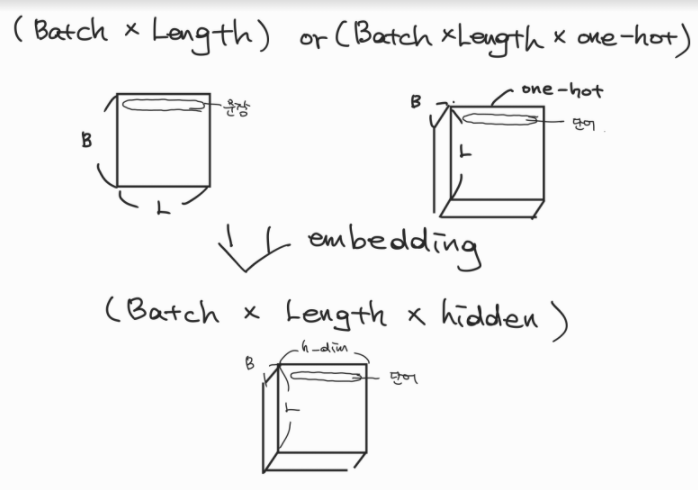 (Batch × Length) or (Batch × Length × one-hot)
B
문장
L
B
one-hot
단어
L
embedding
(Batch × Length × hidden)
B
h-dim
단어
L